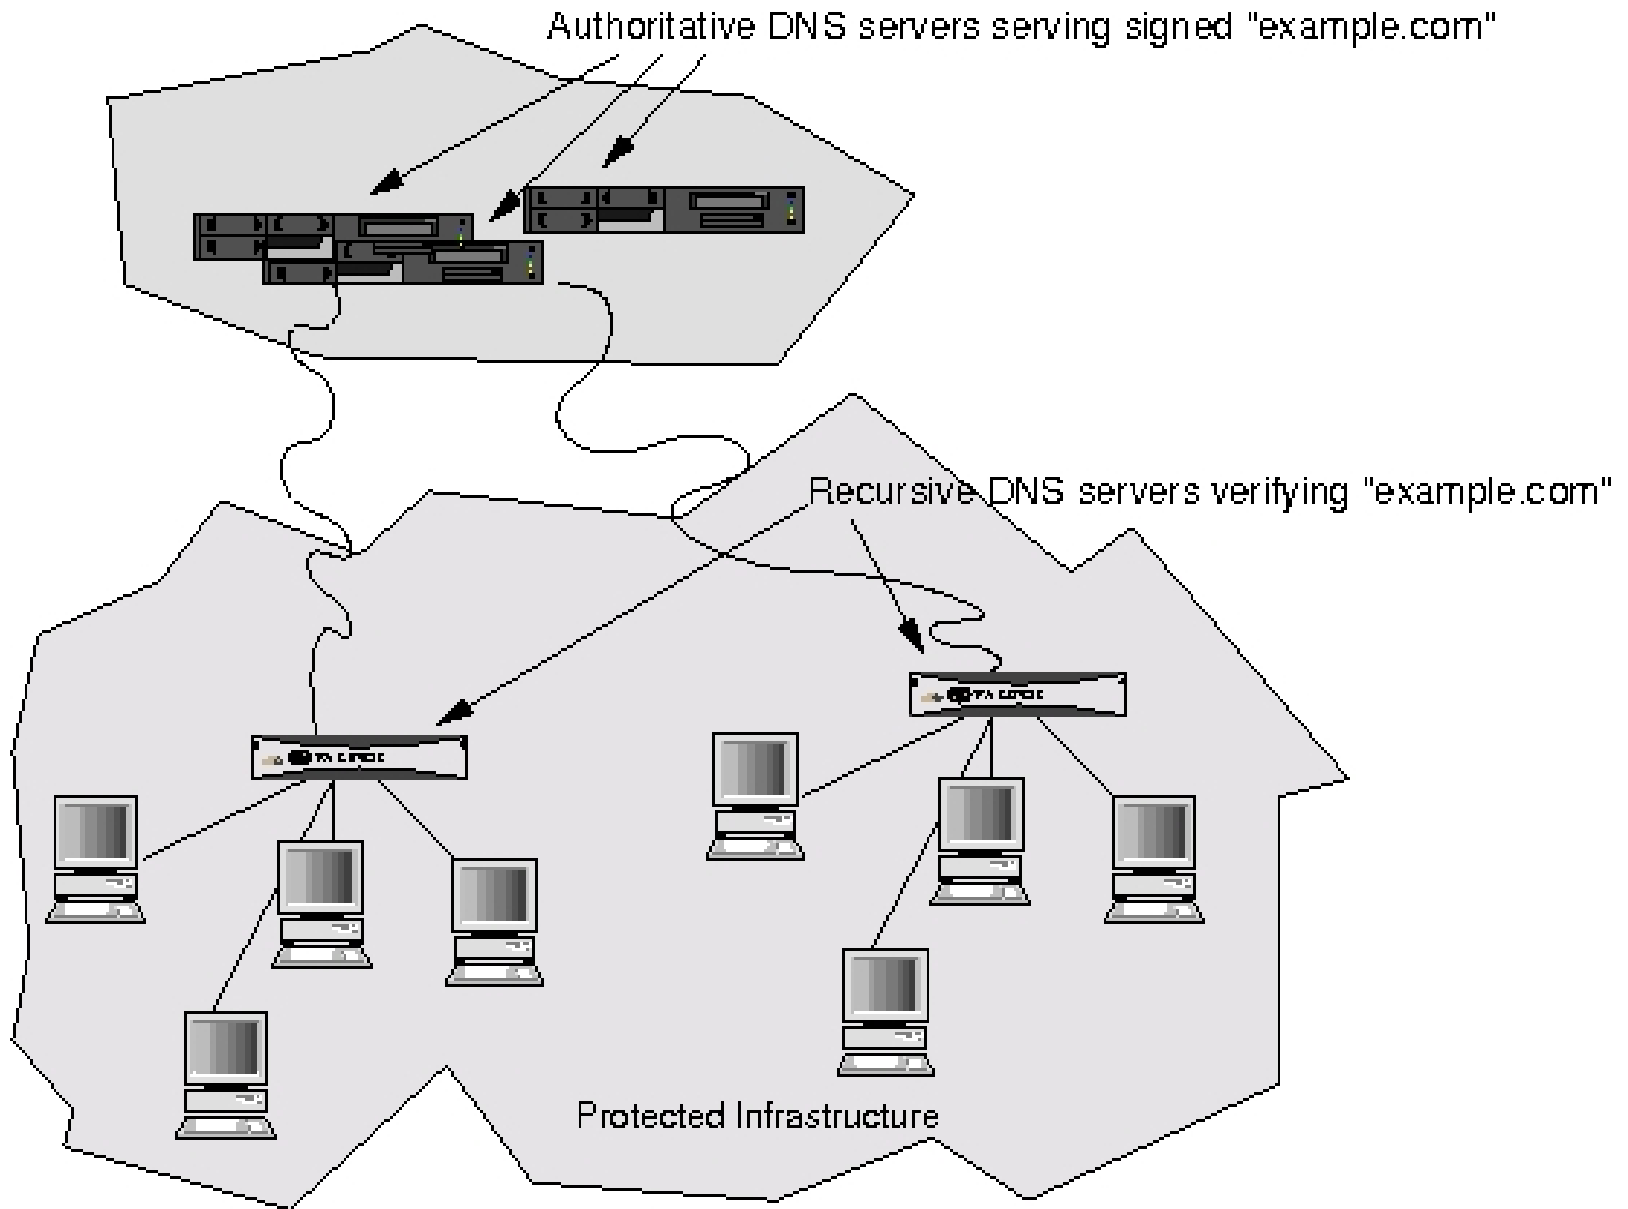 Authoritative DNS servers serving signed "example.com"
Recursive DNS servers verifying "example.com"
Protected Infrastructure